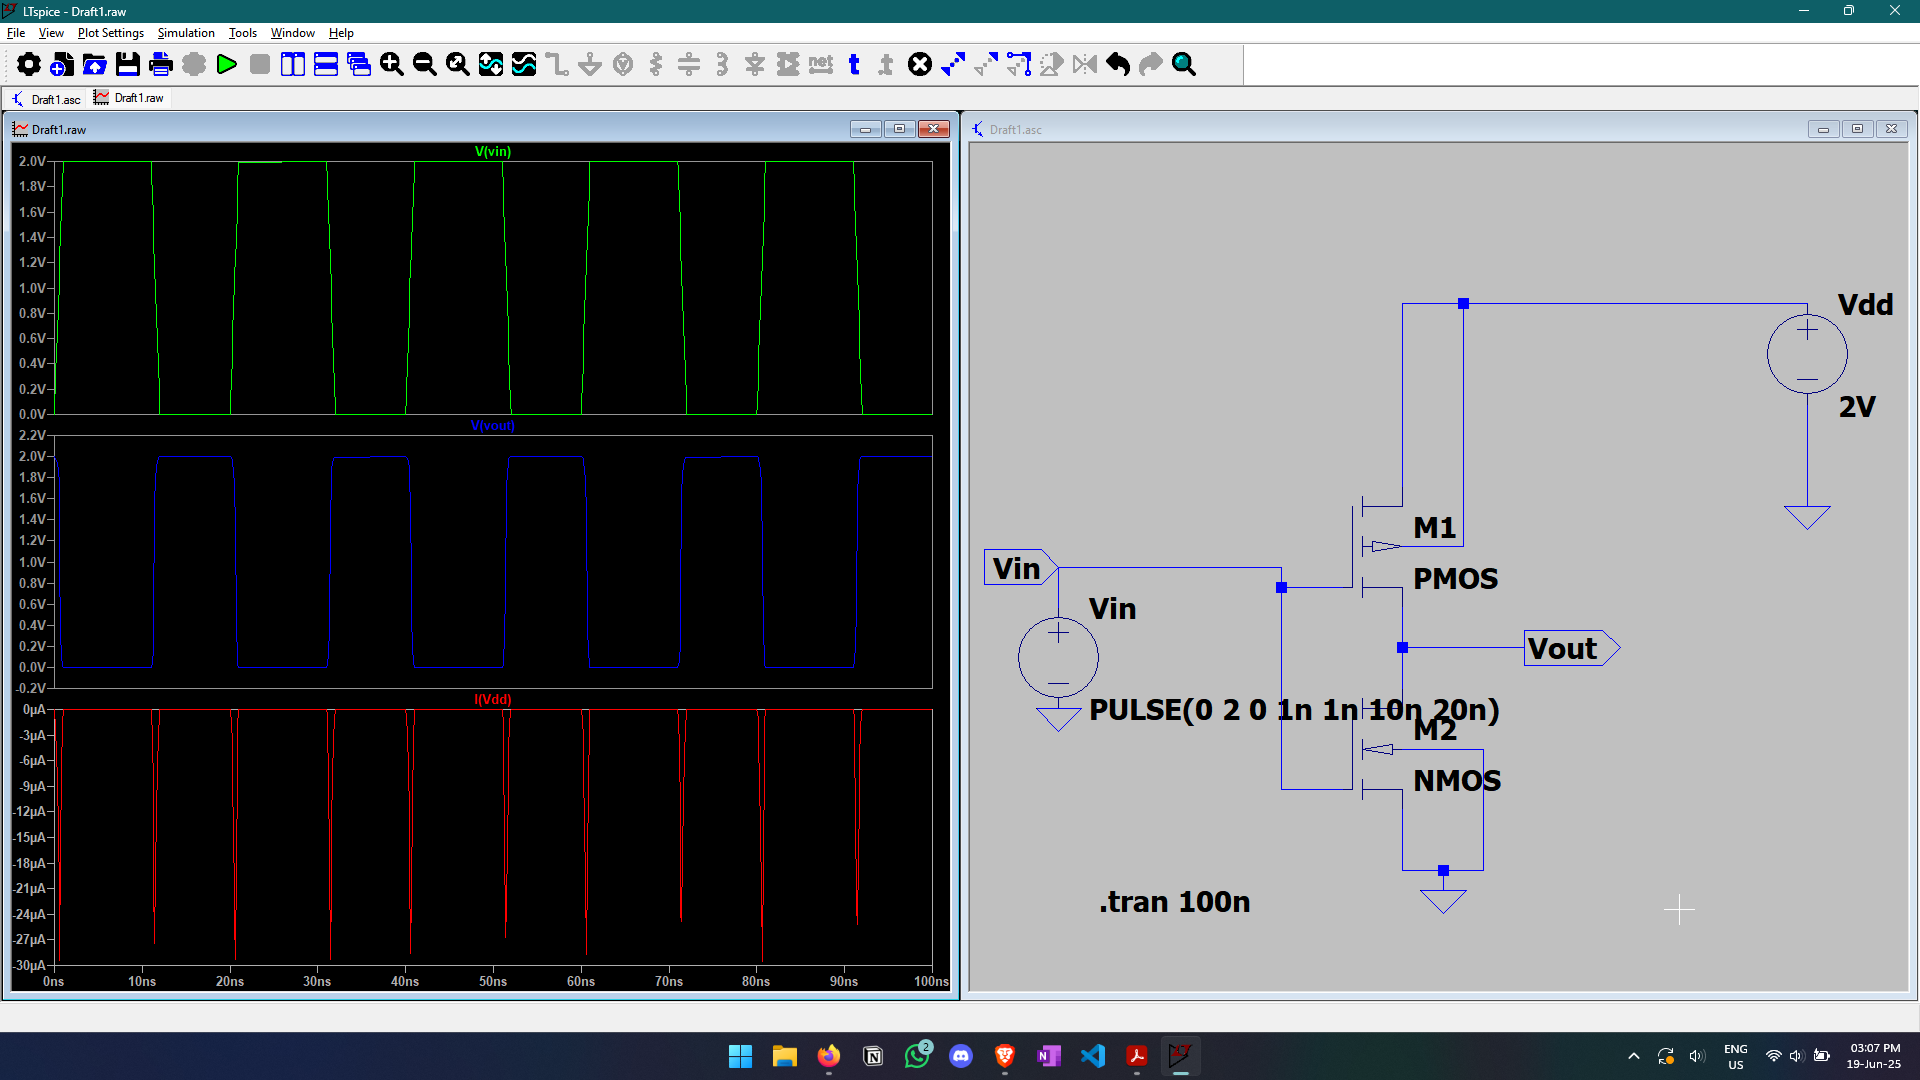 LTspice - Draft1.raw
File View Plot Settings Simulation Tools Window Help
net t .t
Draft1.asc Draft1.raw
Draft1.raw
V(vin)
2.0V
1.8V
1.6V
1.4V
1.2V
1.0V
0.8V
0.6V
0.4V
0.2V
0.0V
V(vout)
2.2V
2.0V
1.8V
1.6V
1.4V
1.2V
1.0V
0.8V
0.6V
0.4V
0.2V
0.0V
-0.2V
I(Vdd)
0µA
-3µA
-6µA
-9µA
-12µA
-15µA
-18µA
-21µA
-24µA
-27µA
-30µA
0ns 10ns 20ns 30ns 40ns 50ns 60ns 70ns 80ns 90ns 100ns
Draft1.asc
Vdd
2V
M1
PMOS
Vin
Vin
Vout
PULSE(0 2 0 1n 1n 10n 20n)
M2
NMOS
.tran 100n
2
ENG
US
03:07 PM
19-Jun-25